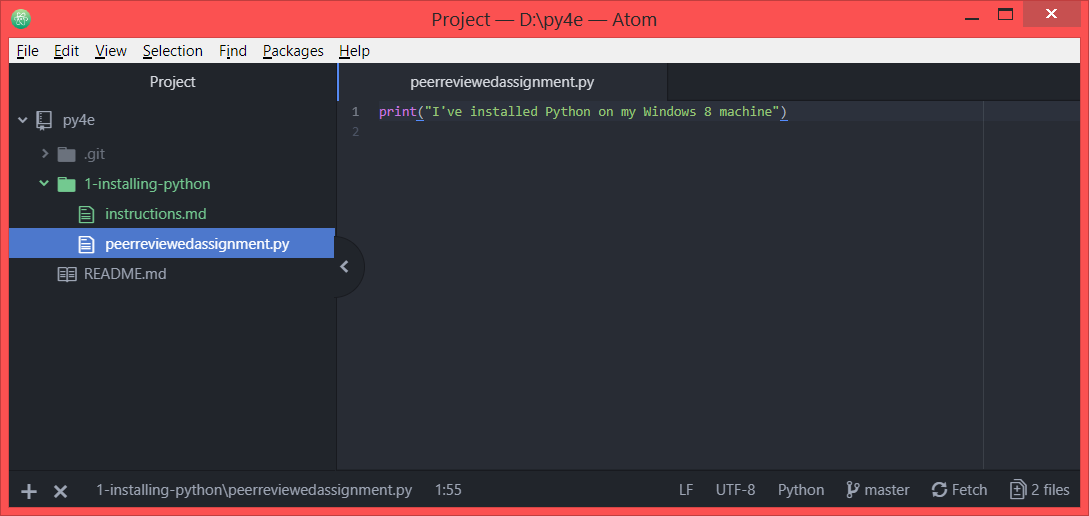 Project — D:\py4e — Atom
File Edit View Selection Find Packages Help
Project
peerreviewedassignment.py
py4e
.git
1-installing-python
instructions.md
peerreviewedassignment.py
README.md
1 print("I've installed Python on my Windows 8 machine")
2
1-installing-python\peerreviewedassignment.py 1:55 LF UTF-8 Python master Fetch 2 files